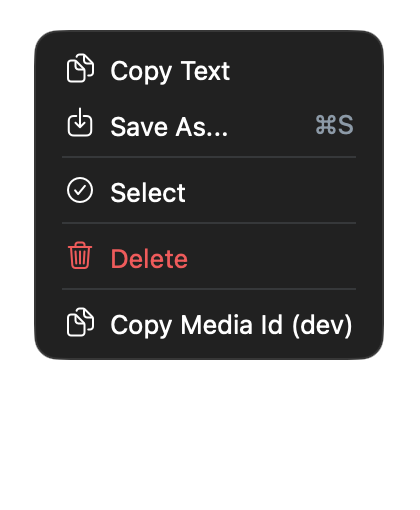 Copy Text
Save As... ⌘S
Select
Delete
Copy Media Id (dev)